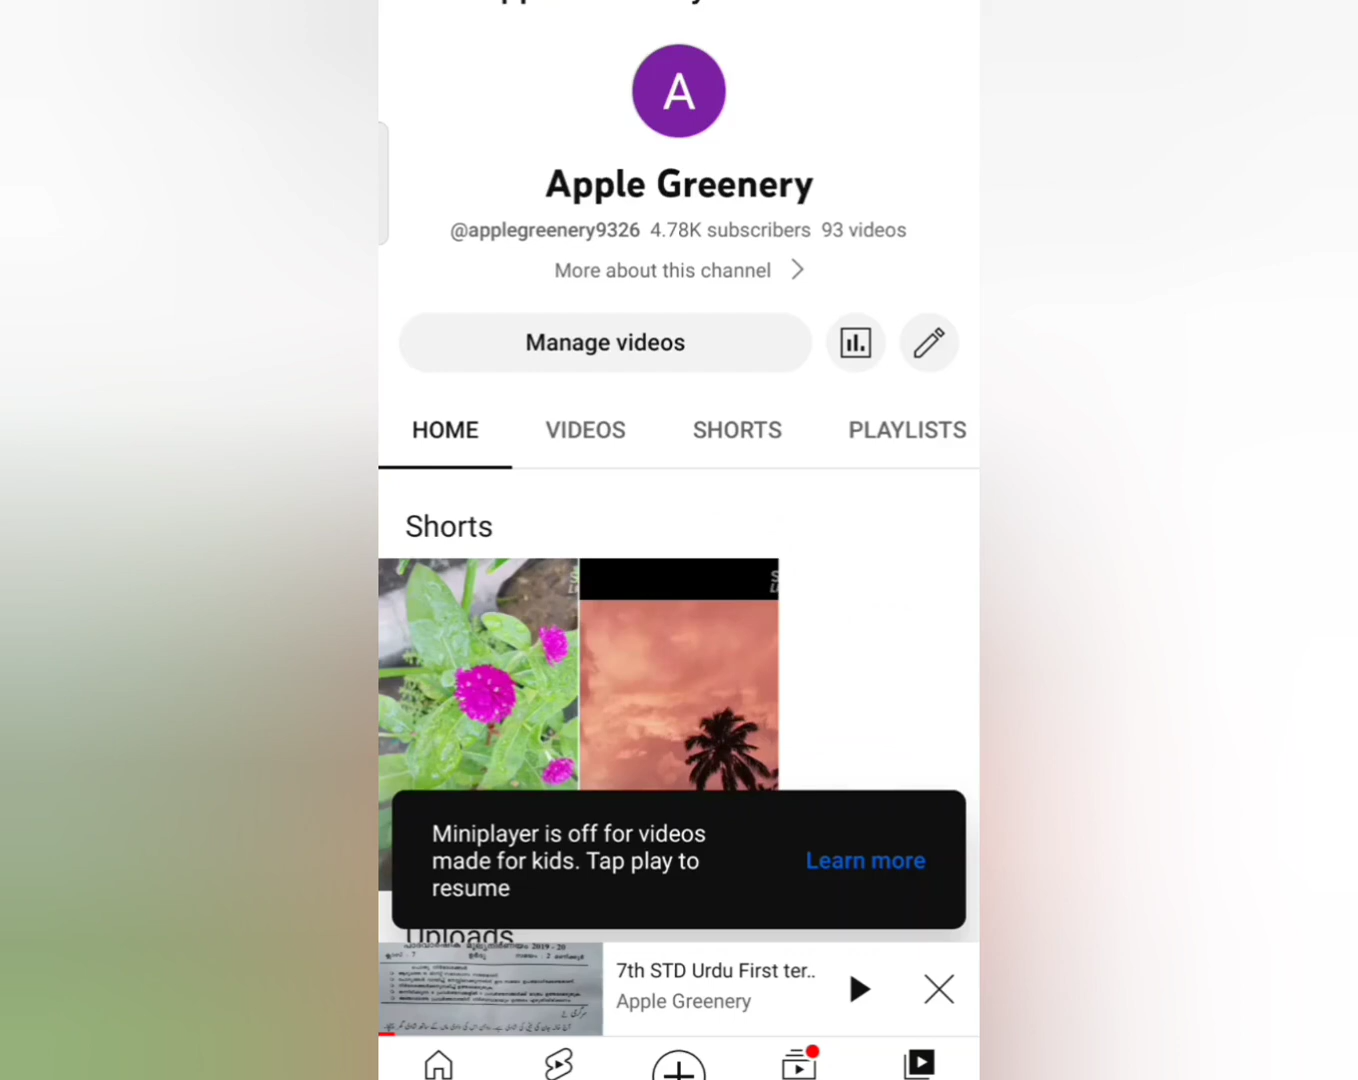 A
Apple Greenery
@applegreenery9326 4.78K subscribers 93 videos
More about this channel
Manage videos
HOME VIDEOS SHORTS PLAYLISTS
Shorts
Miniplayer is off for videos
made for kids. Tap play to
resume
Learn more
Uploads
2019 - 20
7th STD Urdu First ter..
Apple Greenery